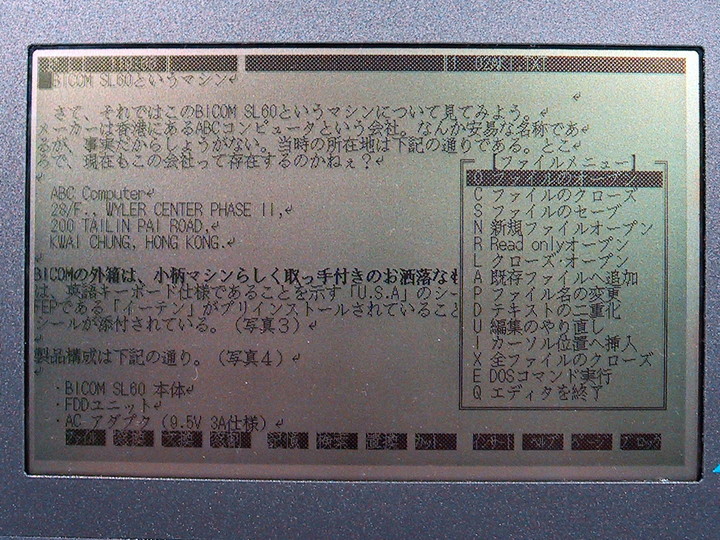 BICOM SL60というマシン↵
↵
さて、それではこのBICOM SL60というマシンについて見てみよう。
メーカーは香港にあるABCコンピュータという会社。なんか安易な名称であ
るが、事実だからしょうがない。当時の所在地は下記の通りである。とこ
ろで、現在もこの会社って存在するのかねぇ?
↵
ABC Computer↵
28/F., WYLER CENTER PHASE II,↵
200 TAILIN PAI ROAD,↵
KWAI CHUNG, HONG KONG.↵
↵
BICOMの外箱は、小柄マシンらしく取っ手付きのお洒落なも
は、英語キーボード仕様であることを示す「U.S.A」のシー
FEPである「イーテン」がプリインストールされていること
シールが添付されている。(写真3)↵
↵
製品構成は下記の通り。(写真4)↵
↵
・BICOM SL60 本体↵
・FDDユニット↵
・AC アダプタ (9.5V 3A仕様)↵
[ファイルメニュー]
O ファイルのオープン
C ファイルのクローズ
S ファイルのセーブ
N 新規ファイルオープン
R Read onlyオープン
L クローズ・オープン
A 既存ファイルへ追加
P ファイル名の変更
D テキストの二重化
U 編集のやり直し
I カーソル位置へ挿入
X 全ファイルのクローズ
E DOSコマンド実行
Q エディタを終了